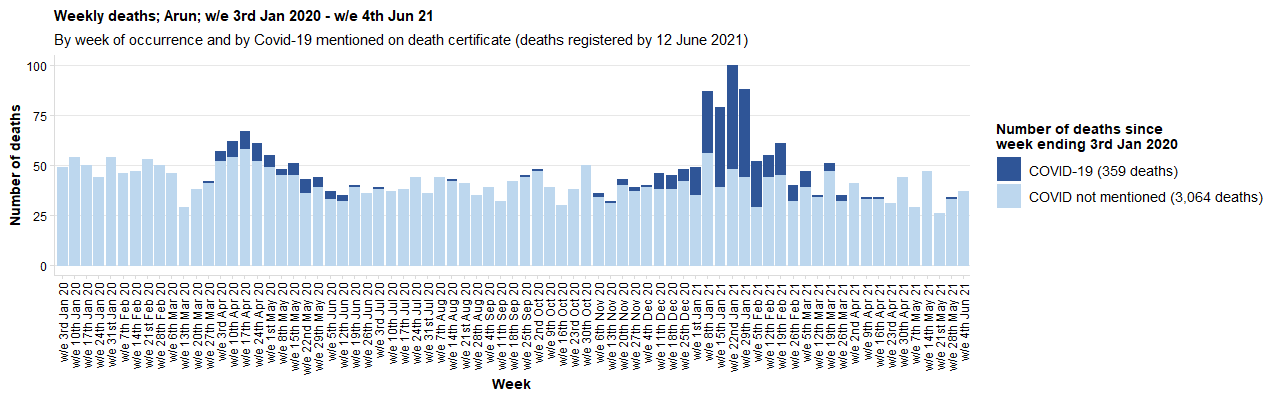 Weekly deaths; Arun; w/e 3rd Jan 2020 - w/e 4th Jun 21
By week of occurrence and by Covid-19 mentioned on death certificate (deaths registered by 12 June 2021)
Number of deaths
100
75
50
25
0
w/e 3rd Jan 20
w/e 10th Jan 20
w/e 17th Jan 20
w/e 24th Jan 20
w/e 31st Jan 20
w/e 7th Feb 20
w/e 14th Feb 20
w/e 21st Feb 20
w/e 28th Feb 20
w/e 6th Mar 20
w/e 13th Mar 20
w/e 20th Mar 20
w/e 27th Mar 20
w/e 3rd Apr 20
w/e 10th Apr 20
w/e 17th Apr 20
w/e 24th Apr 20
w/e 1st May 20
w/e 8th May 20
w/e 15th May 20
w/e 22nd May 20
w/e 29th May 20
w/e 5th Jun 20
w/e 12th Jun 20
w/e 19th Jun 20
w/e 26th Jun 20
w/e 3rd Jul 20
w/e 10th Jul 20
w/e 17th Jul 20
w/e 24th Jul 20
w/e 31st Jul 20
w/e 7th Aug 20
w/e 14th Aug 20
w/e 21st Aug 20
w/e 28th Aug 20
w/e 4th Sep 20
w/e 11th Sep 20
w/e 18th Sep 20
w/e 25th Sep 20
w/e 2nd Oct 20
w/e 9th Oct 20
w/e 16th Oct 20
w/e 23rd Oct 20
w/e 30th Oct 20
w/e 6th Nov 20
w/e 13th Nov 20
w/e 20th Nov 20
w/e 27th Nov 20
w/e 4th Dec 20
w/e 11th Dec 20
w/e 18th Dec 20
w/e 25th Dec 20
w/e 1st Jan 21
w/e 8th Jan 21
w/e 15th Jan 21
w/e 22nd Jan 21
w/e 29th Jan 21
w/e 5th Feb 21
w/e 12th Feb 21
w/e 19th Feb 21
w/e 26th Feb 21
w/e 5th Mar 21
w/e 12th Mar 21
w/e 19th Mar 21
w/e 26th Mar 21
w/e 2nd Apr 21
w/e 9th Apr 21
w/e 16th Apr 21
w/e 23rd Apr 21
w/e 30th Apr 21
w/e 7th May 21
w/e 14th May 21
w/e 21st May 21
w/e 28th May 21
w/e 4th Jun 21
Week
Number of deaths since
week ending 3rd Jan 2020
COVID-19 (359 deaths)
COVID not mentioned (3,064 deaths)